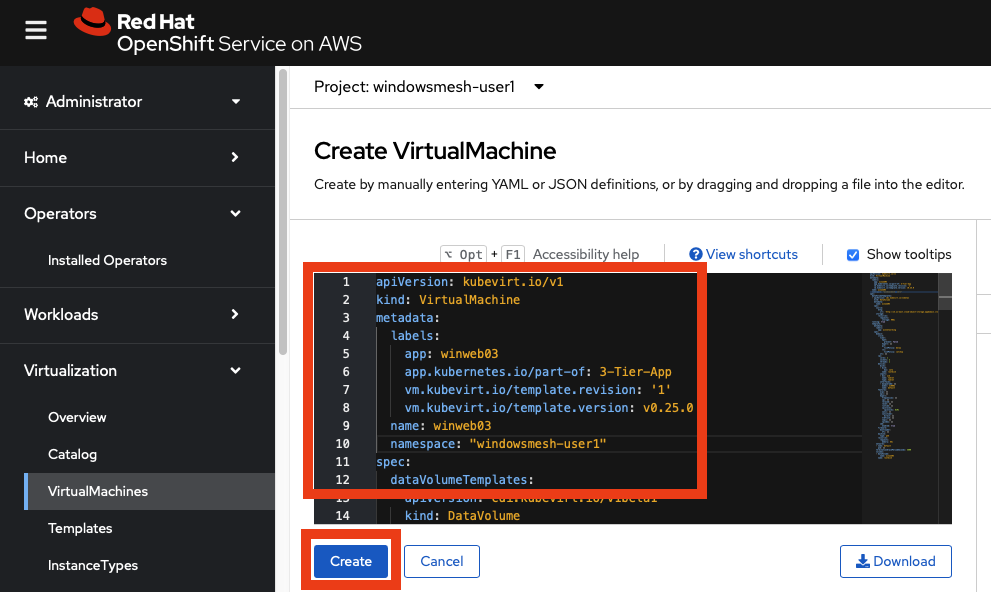 Red Hat
OpenShift Service on AWS
Administrator
Home
Operators
Installed Operators
Workloads
Virtualization
Overview
Catalog
VirtualMachines
Templates
InstanceTypes
Project: windowsmesh-user1
Create VirtualMachine
Create by manually entering YAML or JSON definitions, or by dragging and dropping a file into the editor.
⌥ Opt + F1 Accessibility help
View shortcuts
Show tooltips
1 apiVersion: kubevirt.io/v1
2 kind: VirtualMachine
3 metadata:
4 labels:
5 app: winweb03
6 app.kubernetes.io/part-of: 3-Tier-App
7 vm.kubevirt.io/template.revision: '1'
8 vm.kubevirt.io/template.version: v0.25.0
9 name: winweb03
10 namespace: "windowsmesh-user1"
11 spec:
12 dataVolumeTemplates:
13 apiVersion:
14 kind: DataVolume
Create
Cancel
Download